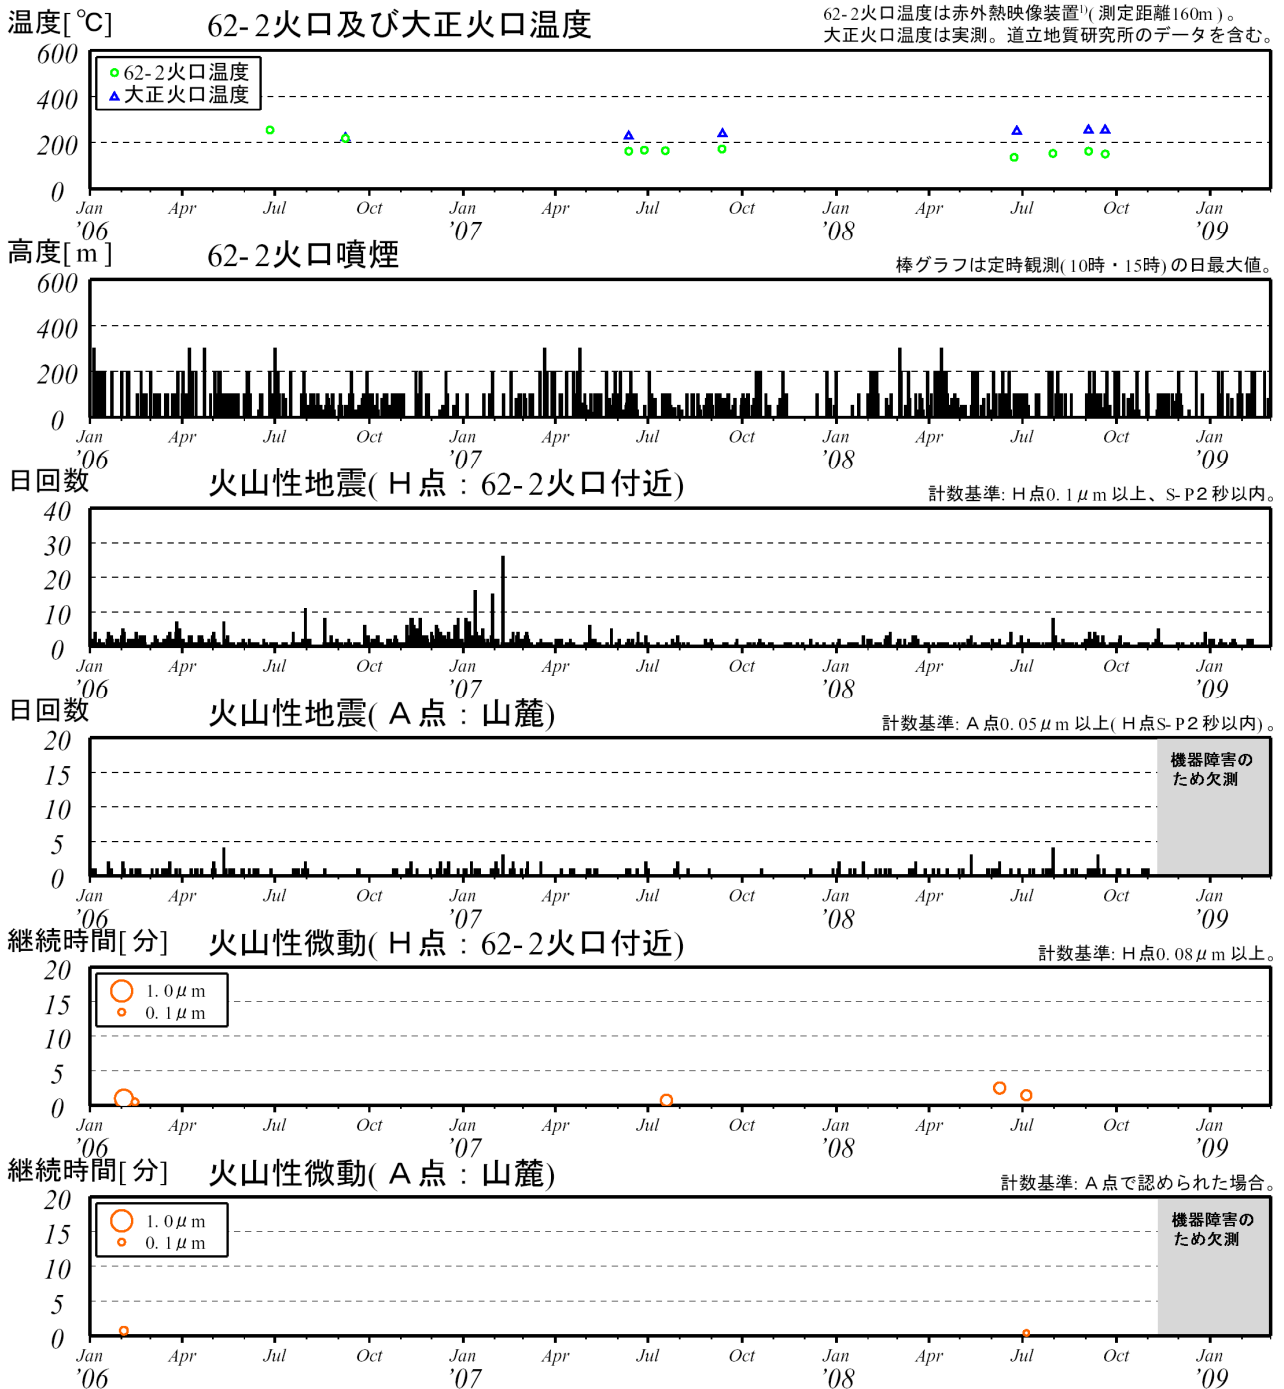 温度[℃]
62-2火口及び大正火口温度
62-2火口温度は赤外熱映像装置1)(測定距離160m)。
大正火口温度は実測。道立地質研究所のデータを含む。
600
400
200
0
62-2火口温度
大正火口温度
Jan Apr Jul Oct Jan Apr Jul Oct Jan Apr Jul Oct Jan
'06 '07 '08 '09
高度[m]
62-2火口噴煙
棒グラフは定時観測(10時・15時)の日最大値。
600
400
200
0
Jan Apr Jul Oct Jan Apr Jul Oct Jan Apr Jul Oct Jan
'06 '07 '08 '09
日回数
火山性地震(H点:62-2火口付近)
計数基準:H点0.1μm以上、S-P2秒以内。
40
30
20
10
0
Jan Apr Jul Oct Jan Apr Jul Oct Jan Apr Jul Oct Jan
'06 '07 '08 '09
日回数
火山性地震(A点:山麓)
計数基準:A点0.05μm以上(H点S-P2秒以内)。
20
15
10
5
0
機器障害の
ため欠測
Jan Apr Jul Oct Jan Apr Jul Oct Jan Apr Jul Oct Jan
'06 '07 '08 '09
継続時間[分]
火山性微動(H点:62-2火口付近)
計数基準:H点0.08μm以上。
20
15
10
5
0
1.0μm
0.1μm
Jan Apr Jul Oct Jan Apr Jul Oct Jan Apr Jul Oct Jan
'06 '07 '08 '09
継続時間[分]
火山性微動(A点:山麓)
計数基準:A点で認められた場合。
20
15
10
5
0
1.0μm
0.1μm
機器障害の
ため欠測
Jan Apr Jul Oct Jan Apr Jul Oct Jan Apr Jul Oct Jan
'06 '07 '08 '09